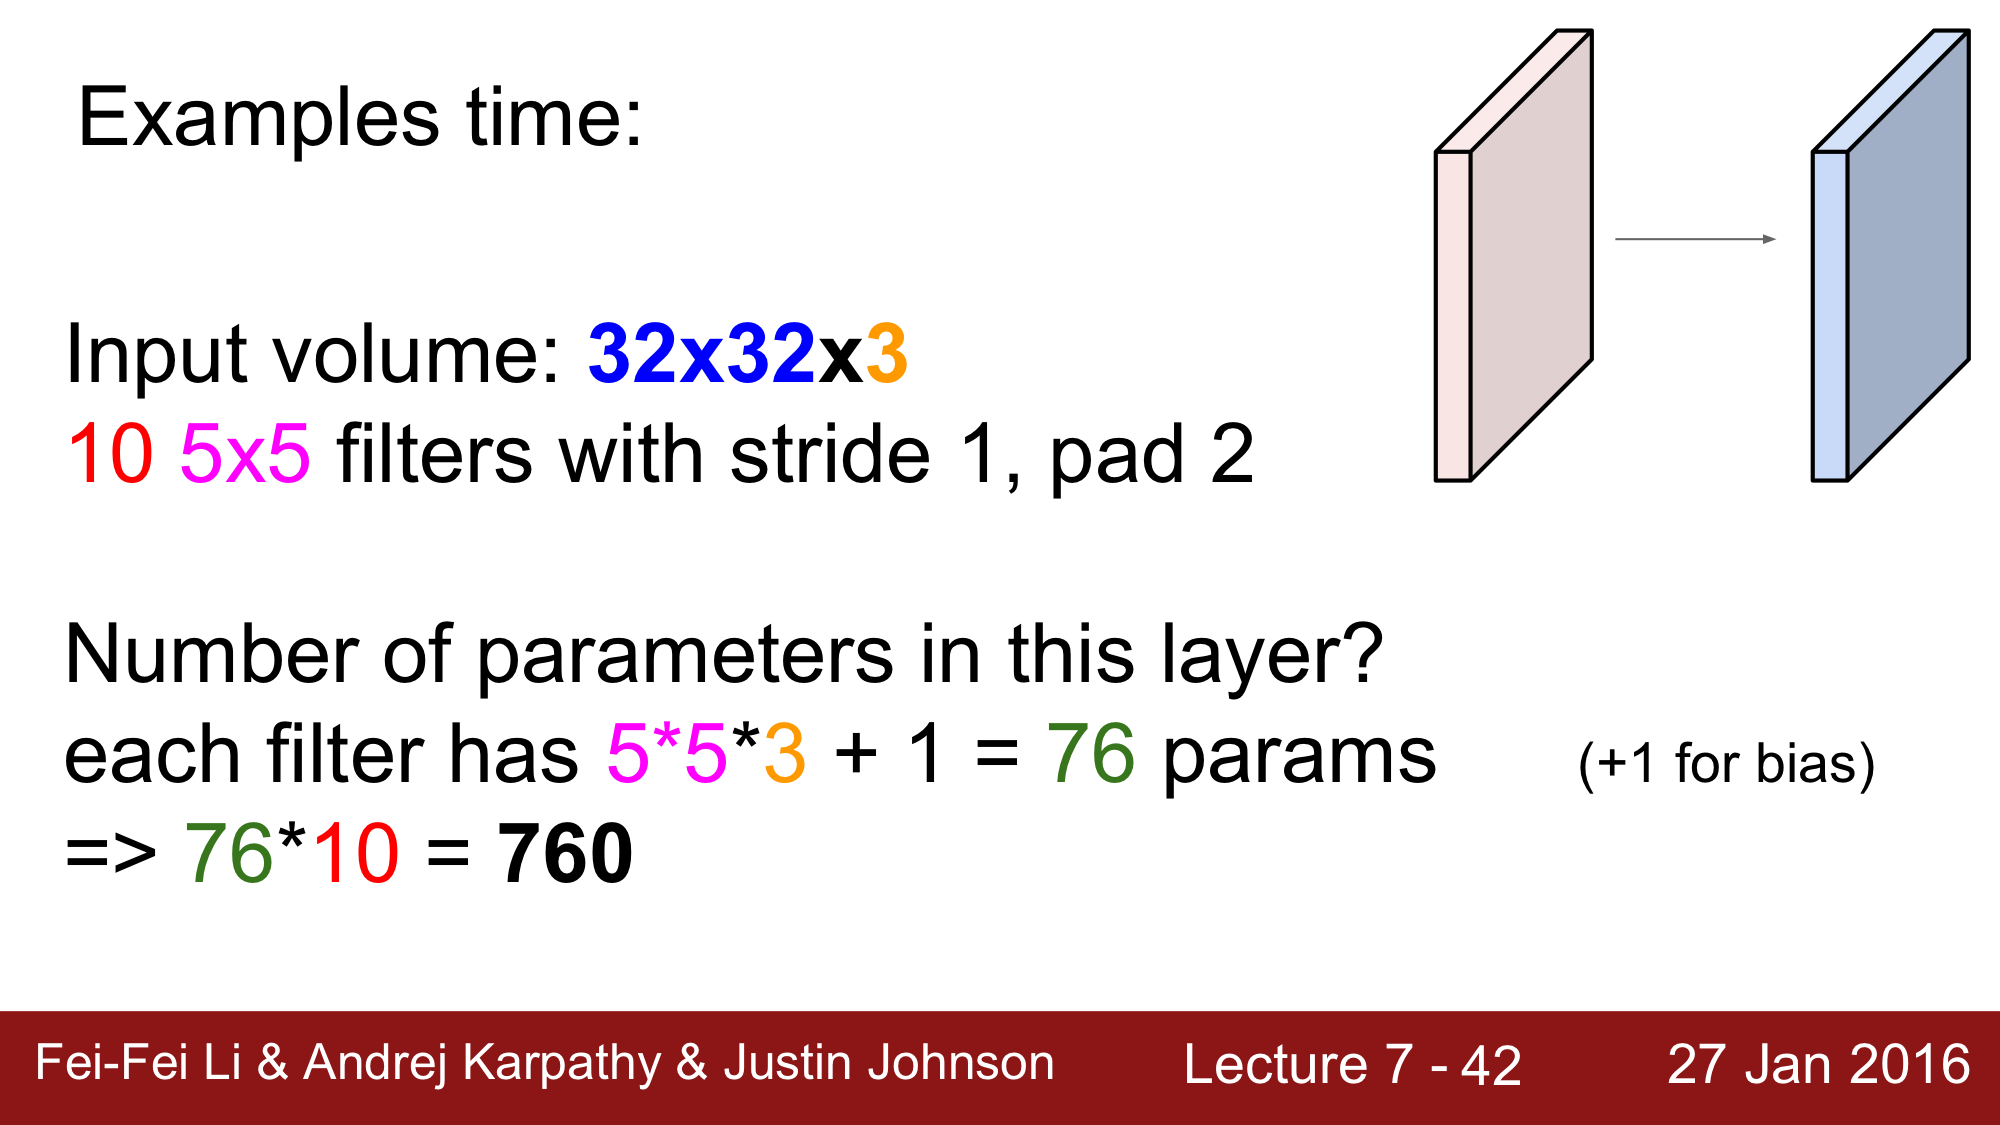 Examples time:
Input volume: 32x32x3
10 5x5 filters with stride 1, pad 2
Number of parameters in this layer?
each filter has 5*5*3 + 1 = 76 params (+1 for bias)
=> 76*10 = 760
Fei-Fei Li & Andrej Karpathy & Justin Johnson Lecture 7 - 42 27 Jan 2016